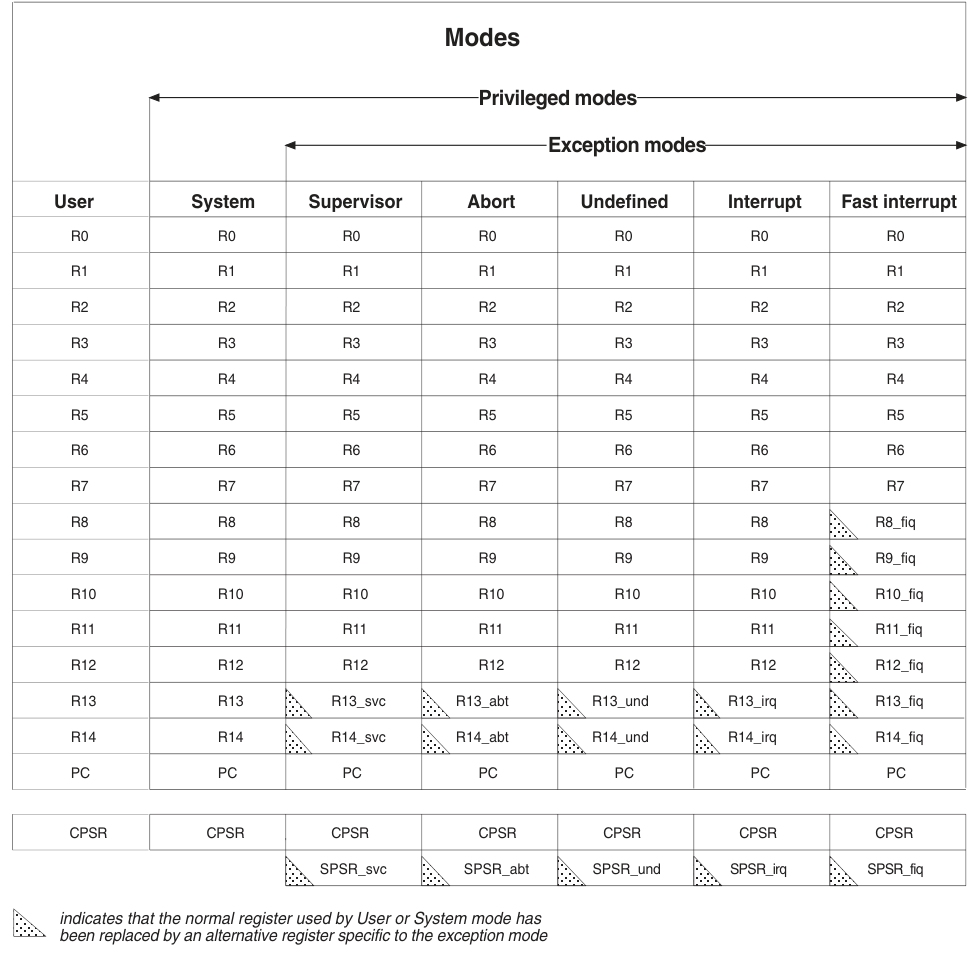 Modes
Privileged modes
Exception modes
User System Supervisor Abort Undefined Interrupt Fast interrupt
R0 R0 R0 R0 R0 R0 R0
R1 R1 R1 R1 R1 R1 R1
R2 R2 R2 R2 R2 R2 R2
R3 R3 R3 R3 R3 R3 R3
R4 R4 R4 R4 R4 R4 R4
R5 R5 R5 R5 R5 R5 R5
R6 R6 R6 R6 R6 R6 R6
R7 R7 R7 R7 R7 R7 R7
R8 R8 R8 R8 R8 R8 R8_fiq
R9 R9 R9 R9 R9 R9 R9_fiq
R10 R10 R10 R10 R10 R10 R10_fiq
R11 R11 R11 R11 R11 R11 R11_fiq
R12 R12 R12 R12 R12 R12 R12_fiq
R13 R13 R13_svc R13_abt R13_und R13_irq R13_fiq
R14 R14 R14_svc R14_abt R14_und R14_irq R14_fiq
PC PC PC PC PC PC PC
CPSR CPSR CPSR CPSR CPSR CPSR CPSR
SPSR_svc SPSR_abt SPSR_und SPSR_irq SPSR_fiq
indicates that the normal register used by User or System mode has
been replaced by an alternative register specific to the exception mode